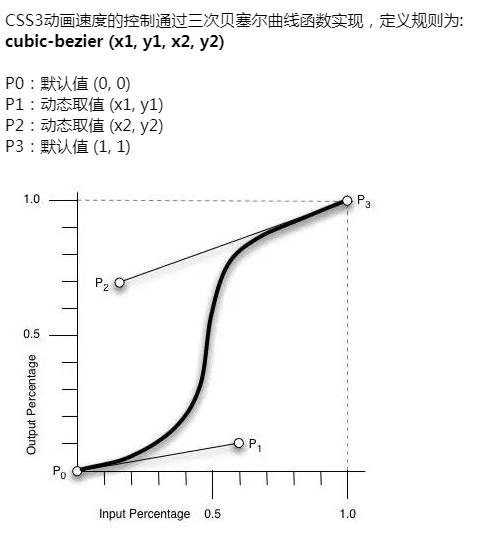 CSS3动画速度的控制通过三次贝塞尔曲线函数实现，定义规则为:
cubic-bezier (x1, y1, x2, y2)
P0：默认值 (0, 0)
P1：动态取值 (x1, y1)
P2：动态取值 (x2, y2)
P3：默认值 (1, 1)
1.0
P3
P2
0.5
Output Percentage
P1
P0
Input Percentage 0.5 1.0